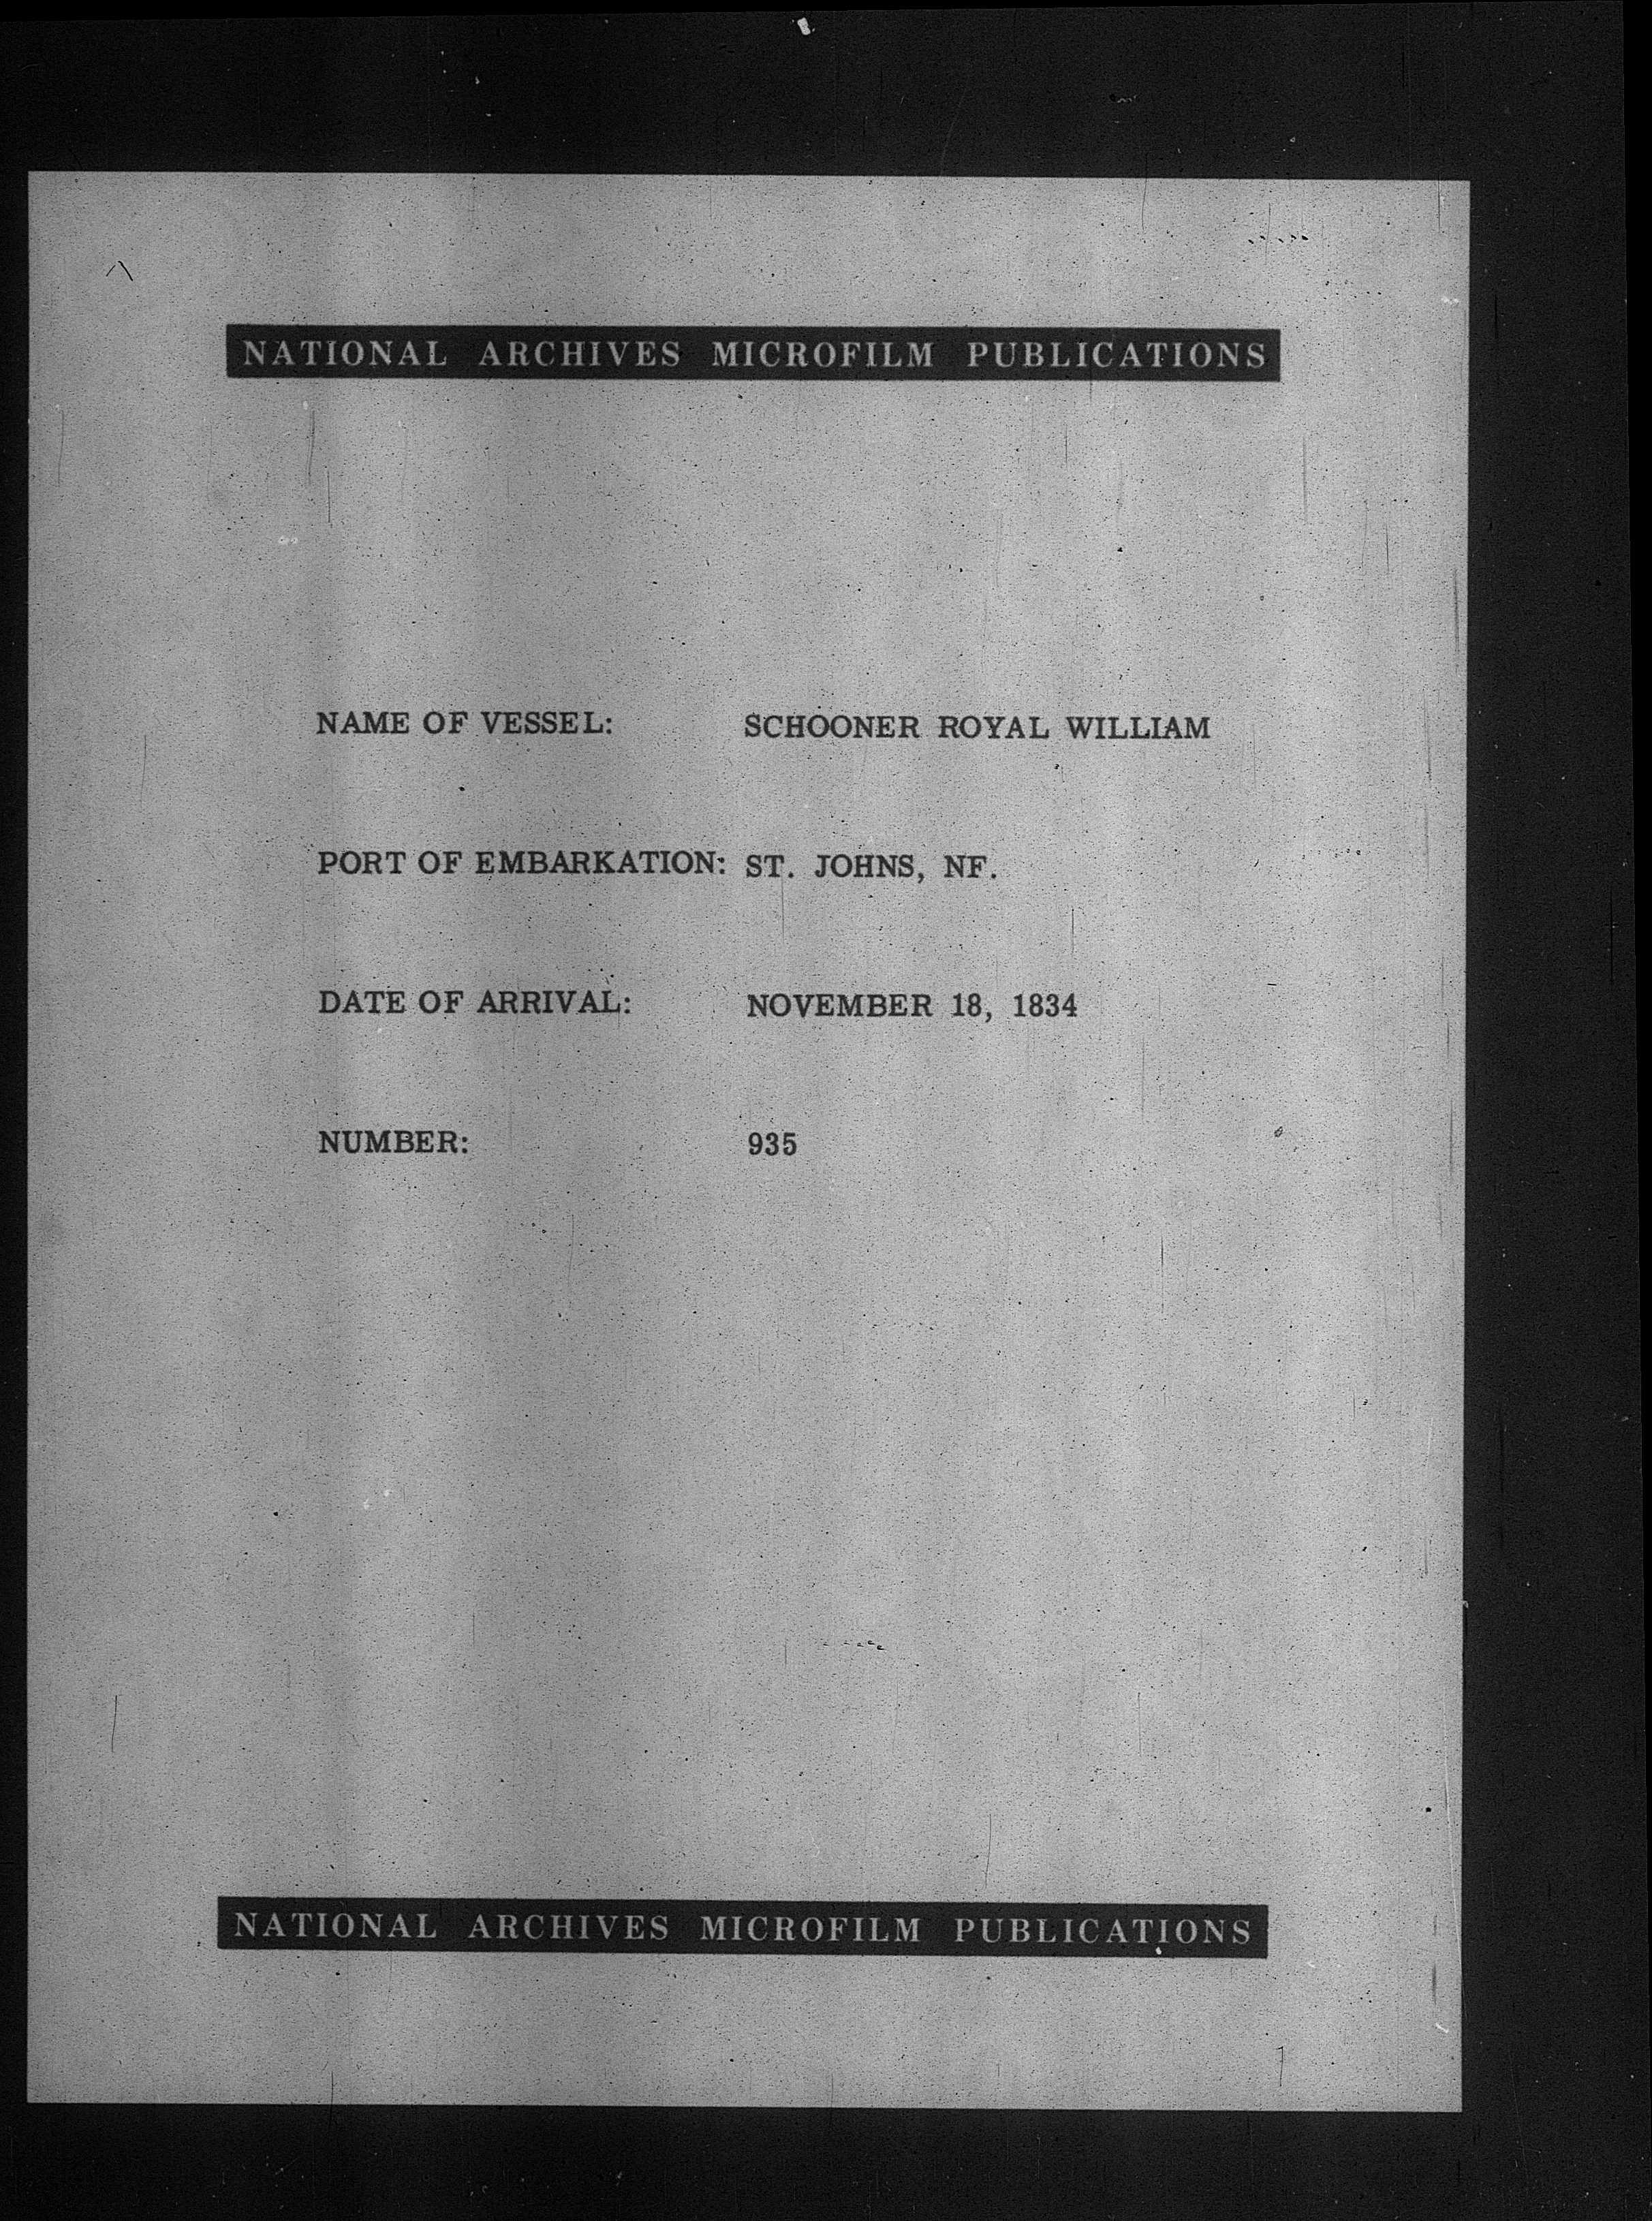 NATIONAL ARCHIVES MICROFILM PUBLICATIONS
NAME OF VESSEL: SCHOONER ROYAL WILLIAM
PORT OF EMBARKATION: ST. JOHNS, NF.
DATE OF ARRIVAL: NOVEMBER 18, 1834
NUMBER: 935
NATIONAL ARCHIVES MICROFILM PUBLICATIONS